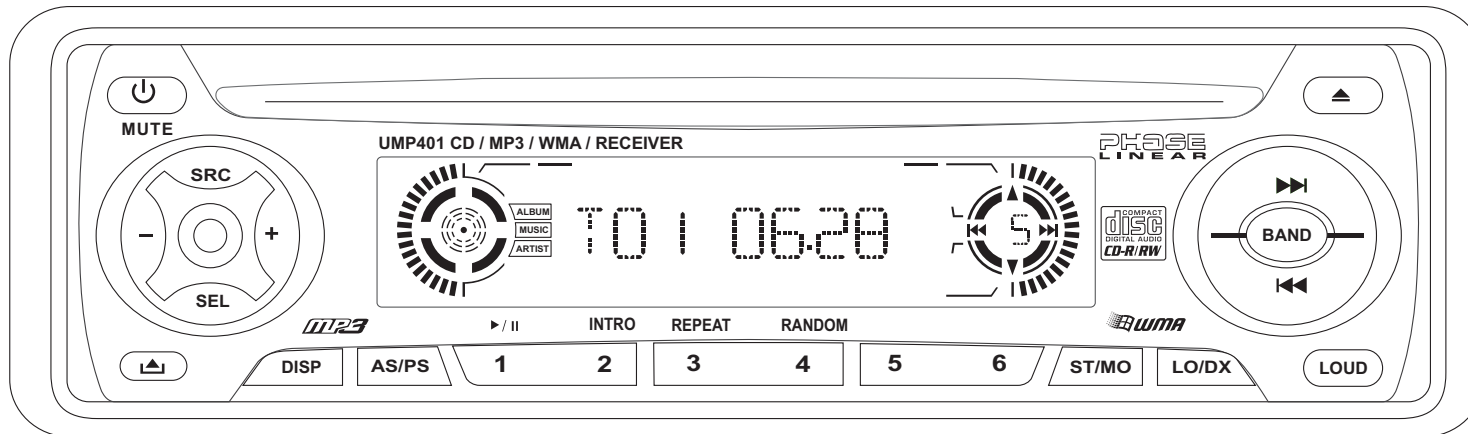 MUTE
UMP401 CD / MP3 / WMA / RECEIVER
PHASE
LINEAR
SRC
ALBUM
MUSIC
ARTIST
T01 06:28
5
COMPACT
disc
DIGITAL AUDIO
CD-R/RW
– +
BAND
SEL
MP3
/ II INTRO REPEAT RANDOM
WMA
DISP AS/PS 1 2 3 4 5 6 ST/MO LO/DX LOUD